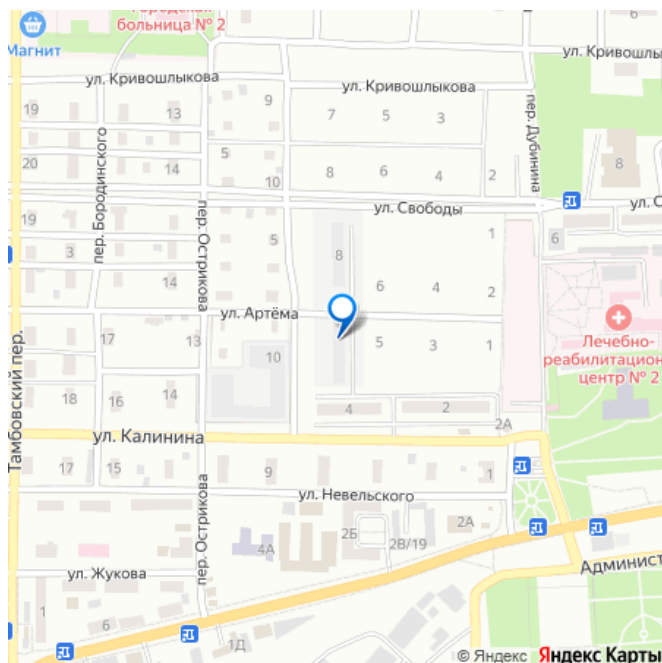 Городская
больница № 2
6
Магнит
ул. Кривошлыкова
ул. Кривошлыкова
19
13
9
7
5
3
пер. Бородинского
пер. Дубинина
20
14
5
10
8
6
4
2
8
ул. Свободы
ул. С
19
3
пер. Острикова
5
8
1
6
14
6
4
2
ул. Артёма
Лечебно-
реабилитацион
центр № 2
17
13
10
5
3
1
Тамбовский пер.
18
16
14
4
2
2А
ул. Калинина
17
15
9
1
ул. Невельского
пер. Острикова
2Б
2А
4А
2В/19
ул. Жукова
Админист
1
6
1Д
© Яндекс Яндекс Карты